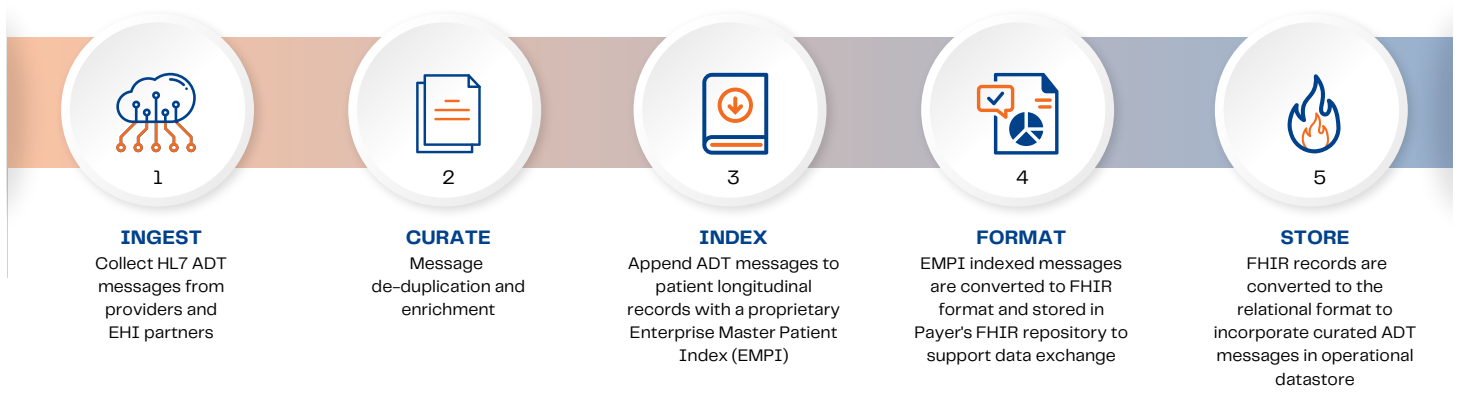 1
INGEST
Collect HL7 ADT
messages from
providers and
EHI partners
2
CURATE
Message
de-duplication and
enrichment
3
INDEX
Append ADT messages to
patient longitudinal
records with a proprietary
Enterprise Master Patient
Index (EMPI)
4
FORMAT
EMPI indexed messages
are converted to FHIR
format and stored in
Payer's FHIR repository to
support data exchange
5
STORE
FHIR records are
converted to the
relational format to
incorporate curated ADT
messages in operational
datastore